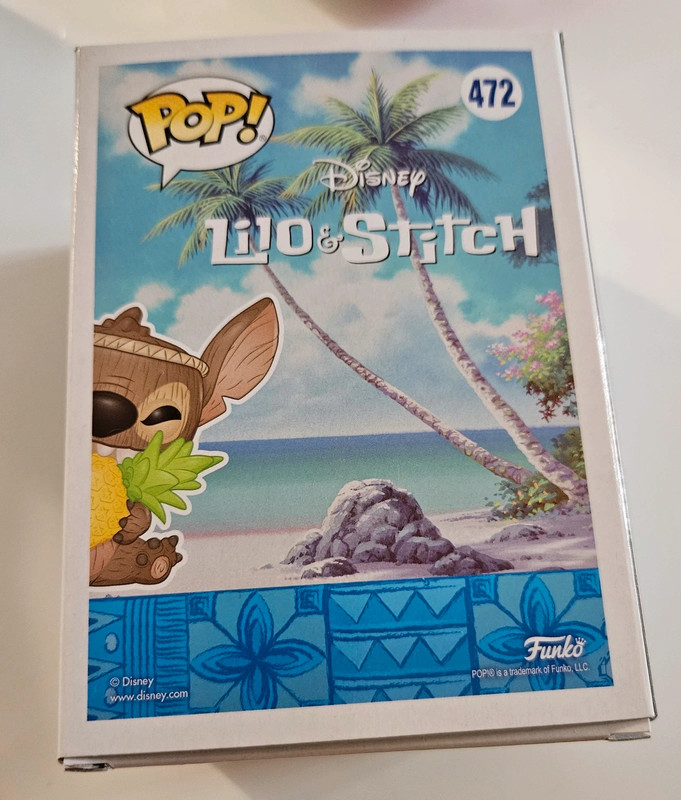 POP!®
472
Disney
Lilo & Stitch
© Disney
www.disney.com
Funko
POP!® is a trademark of Funko, LLC.